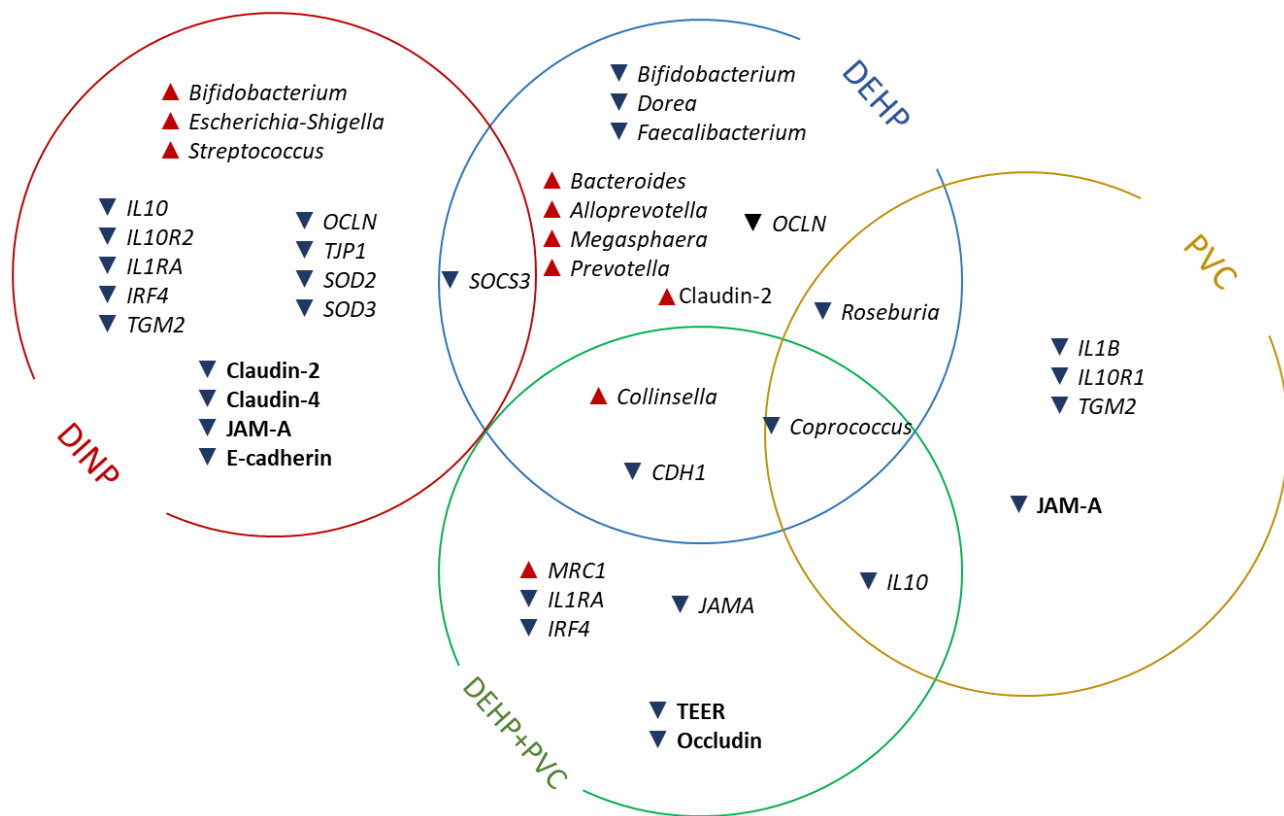 Bifidobacterium
Escherichia-Shigella
Streptococcus
IL10
IL10R2
IL1RA
IRF4
TGM2
OCLN
TJP1
SOD2
SOD3
Claudin-2
Claudin-4
JAM-A
E-cadherin
DINP
SOCS3
Bifidobacterium
Dorea
Faecalibacterium
DEHP
Bacteroides
Alloprevotella
Megasphaera
Prevotella
OCLN
Claudin-2
Roseburia
PVC
IL1B
IL10R1
TGM2
JAM-A
Collinsella
Coprococcus
CDH1
MRC1
IL1RA
IRF4
JAMA
IL10
TEER
Occludin
DEHP+PVC